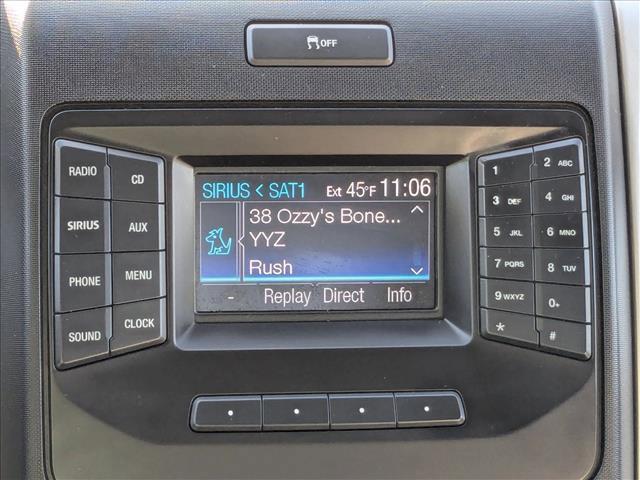 OFF
RADIO
CD
SIRIUS
AUX
PHONE
MENU
SOUND
CLOCK
SIRIUS < SAT1 Ext 45°F 11:06
38 Ozzy's Bone...
YYZ
Rush
- Replay Direct Info
1
2 ABC
3 DEF
4 GHI
5 JKL
6 MNO
7 PQRS
8 TUV
9 WXYZ
0+
*
#